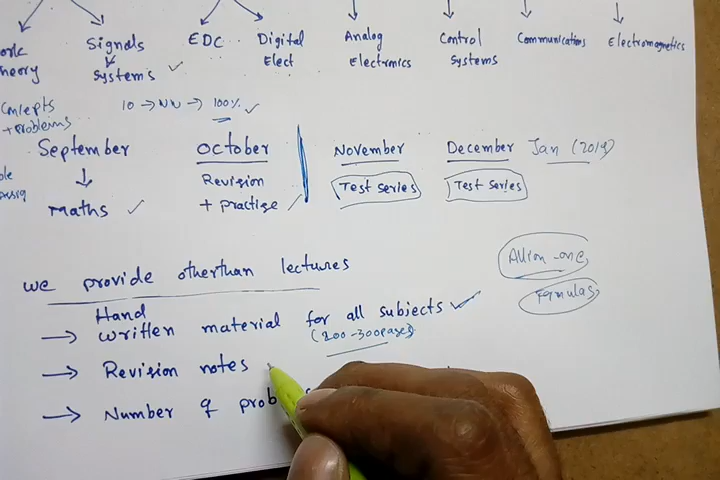 Signals EDC Digital Analog Control Communications Electromagnetics
systems Elect Electronics Systems
+ problems 10 → NN → 100%
September October November December Jan (2019)
Revision Test series Test series
Maths + practise
we provide otherthan lectures
All in one
Formulas
Hand
→ written material for all subjects
(200-300 pages)
→ Revision notes
→ Number of prob